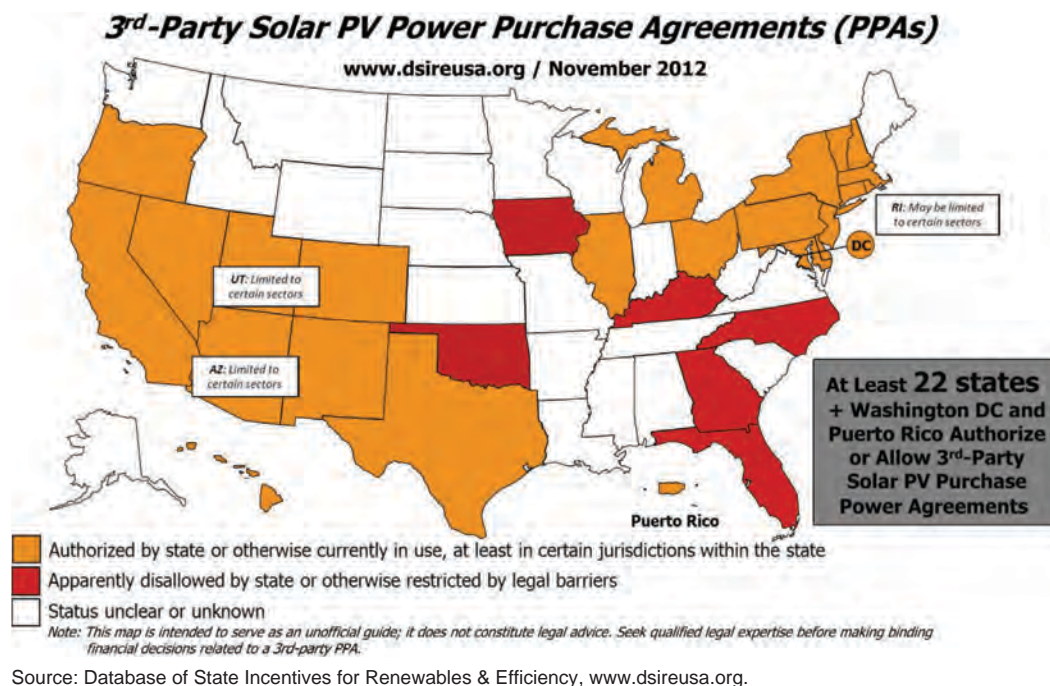 3rd-Party Solar PV Power Purchase Agreements (PPAs)
www.dsireusa.org / November 2012
RI: May be limited
to certain sectors
DC
UT: Limited to
certain sectors
AZ: Limited to
certain sectors
At Least 22 states
+ Washington DC and
Puerto Rico Authorize
or Allow 3rd-Party
Solar PV Purchase
Power Agreements
Puerto Rico
Authorized by state or otherwise currently in use, at least in certain jurisdictions within the state
Apparently disallowed by state or otherwise restricted by legal barriers
Status unclear or unknown
Note: This map is intended to serve as an unofficial guide; it does not constitute legal advice. Seek qualified legal expertise before making binding
financial decisions related to a 3rd-party PPA.
Source: Database of State Incentives for Renewables & Efficiency, www.dsireusa.org.